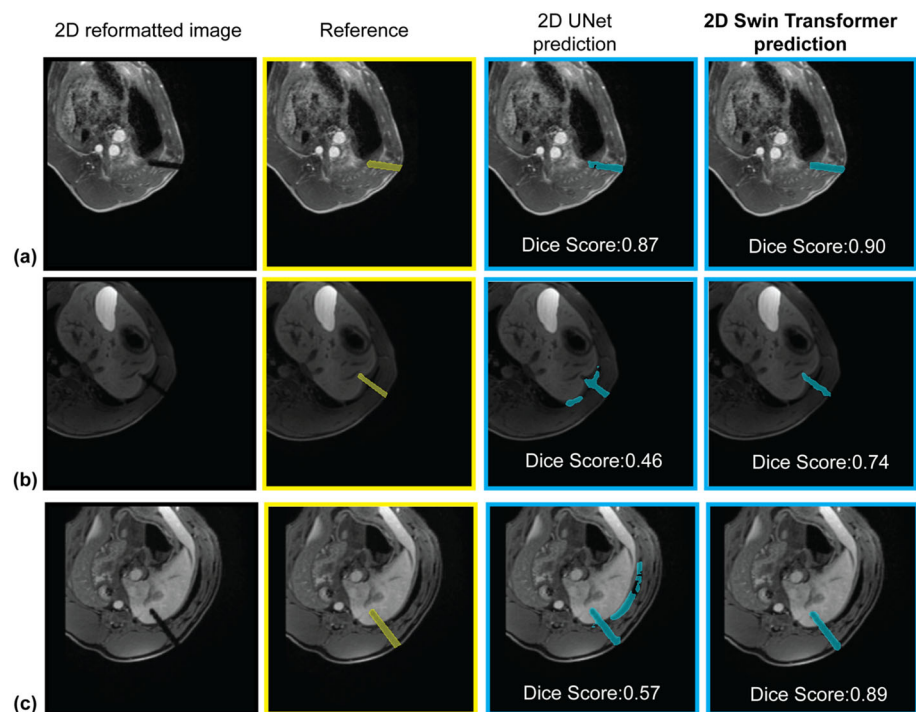 2D reformatted image
Reference
2D UNet
prediction
2D Swin Transformer
prediction
(a)
Dice Score:0.87
Dice Score:0.90
(b)
Dice Score:0.46
Dice Score:0.74
(c)
Dice Score:0.57
Dice Score:0.89